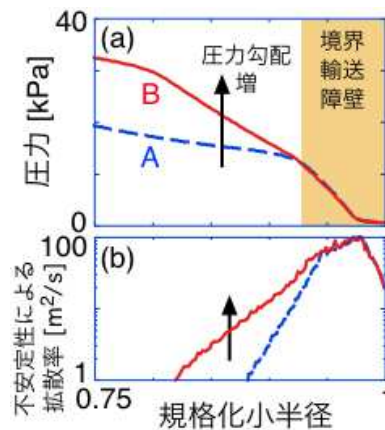 40
(a)
圧力勾配
増
境界
輸送
障壁
B
A
圧力 [kPa]
0
100
(b)
不安定性による
拡散率 [m²/s]
1
0.75
規格化小半径
1